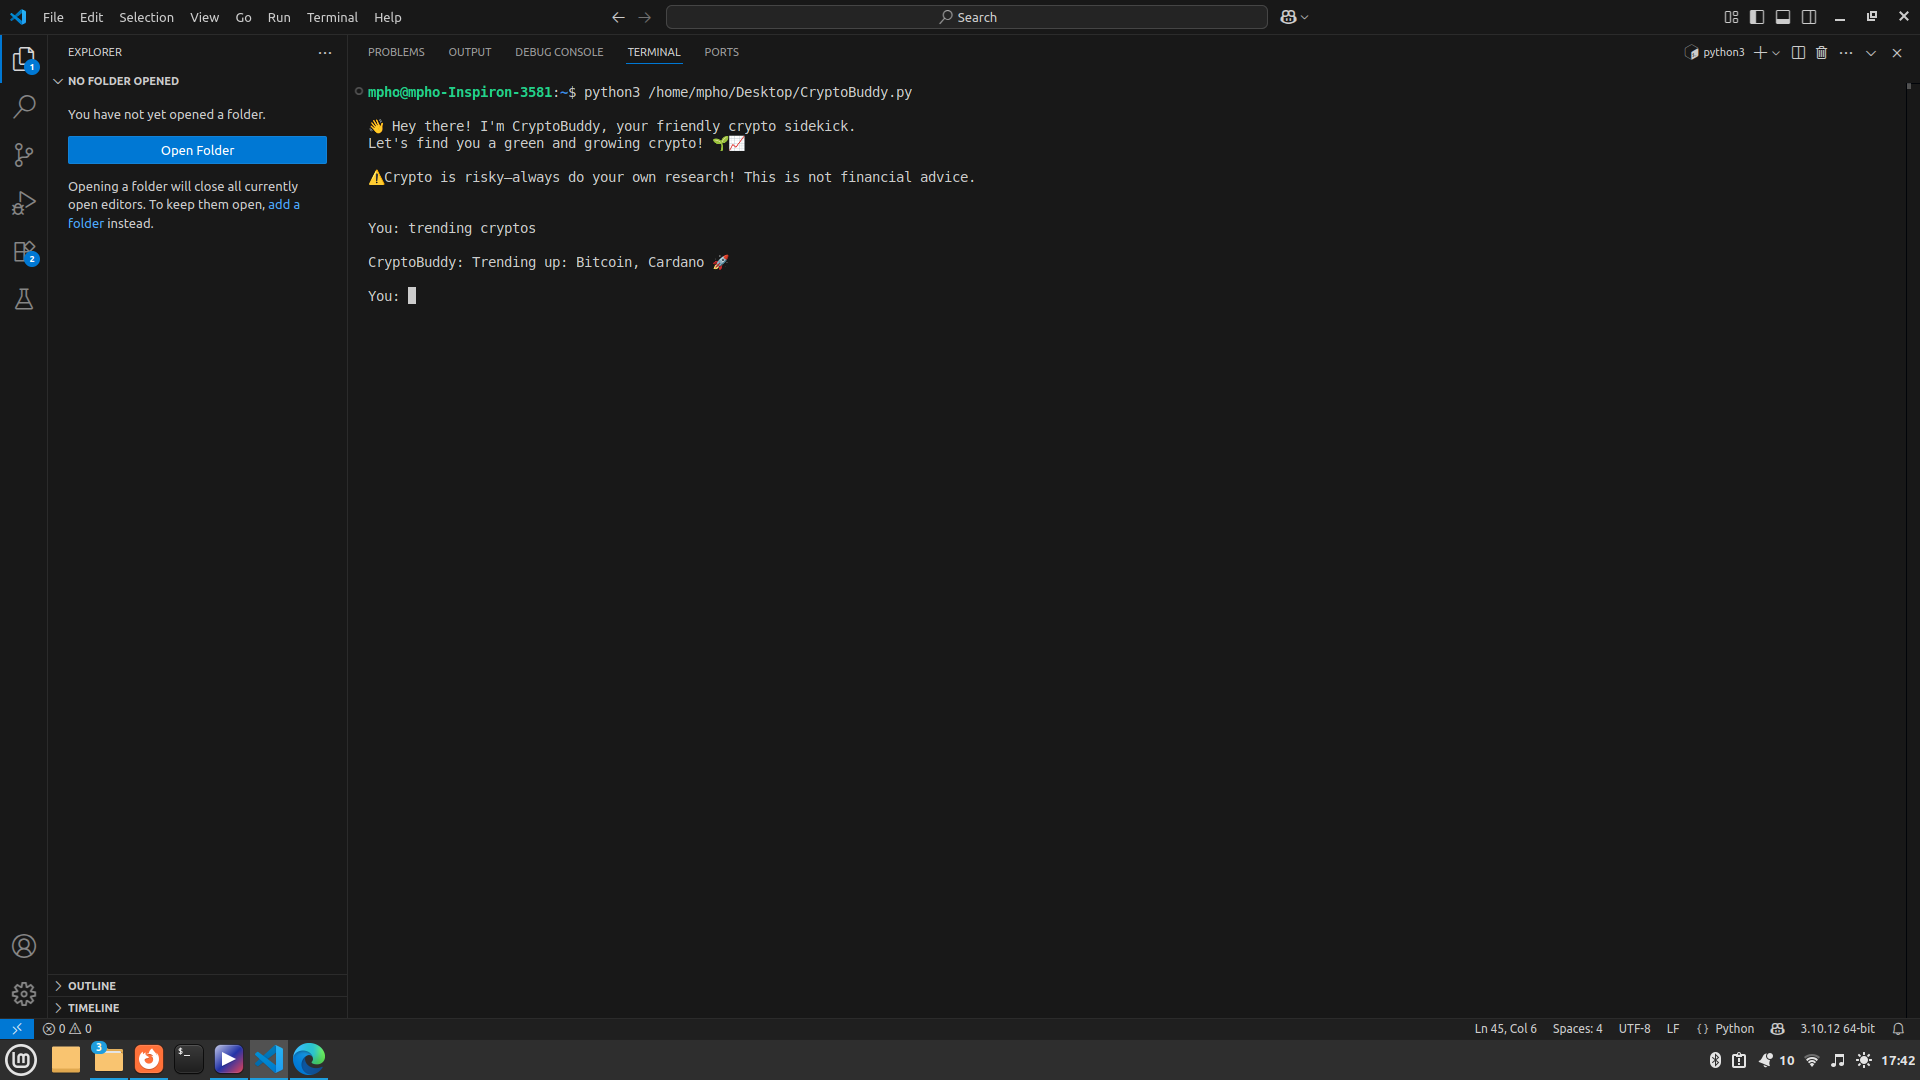 File Edit Selection View Go Run Terminal Help
Search
EXPLORER
NO FOLDER OPENED
You have not yet opened a folder.
Open Folder
Opening a folder will close all currently
open editors. To keep them open, add a
folder instead.
OUTLINE
TIMELINE
PROBLEMS OUTPUT DEBUG CONSOLE TERMINAL PORTS
python3
mpho@mpho-Inspiron-3581:~$ python3 /home/mpho/Desktop/CryptoBuddy.py
👋 Hey there! I'm CryptoBuddy, your friendly crypto sidekick.
Let's find you a green and growing crypto! 🌱📈
⚠️Crypto is risky—always do your own research! This is not financial advice.
You: trending cryptos
CryptoBuddy: Trending up: Bitcoin, Cardano 🚀
You:
1
2
0 0
Ln 45, Col 6 Spaces: 4 UTF-8 LF {} Python 3.10.12 64-bit
3
$_
10
17:42